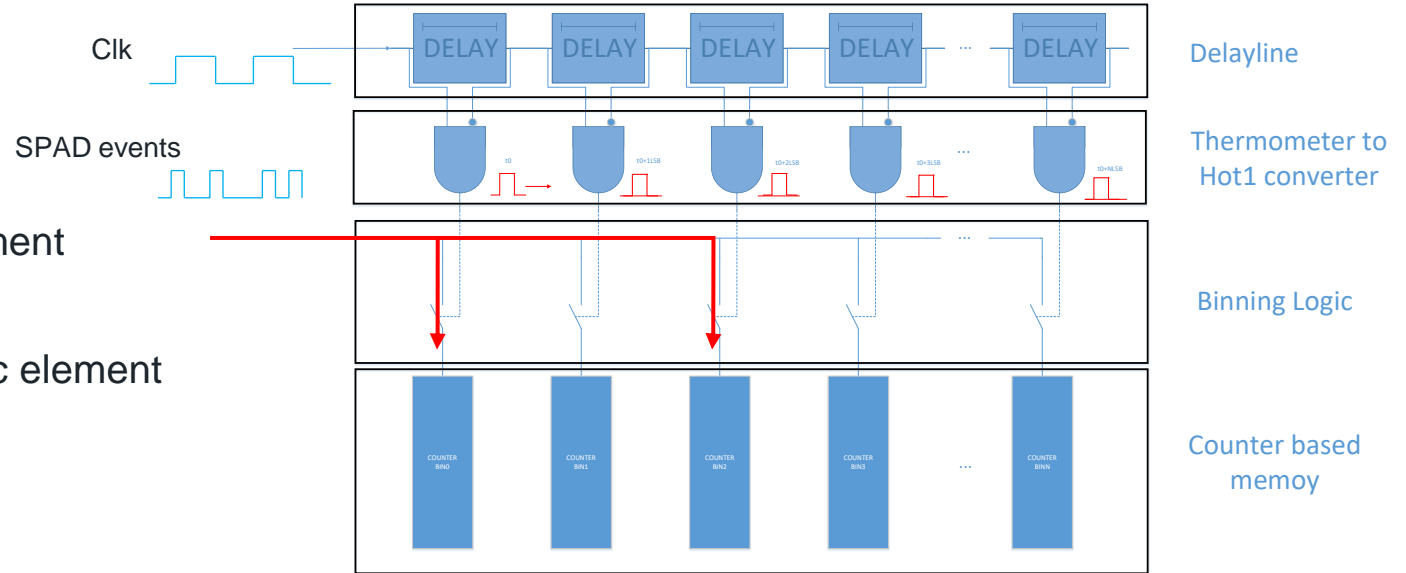 Clk
DELAY DELAY DELAY DELAY ... DELAY
Delayline
SPAD events
t0 t0+1LSB t0+2LSB t0+3LSB ... t0+NLSB
Thermometer to
Hot1 converter
nent
...
Binning Logic
c element
COUNTER BIN0
COUNTER BIN1
COUNTER BIN2
COUNTER BIN3
...
COUNTER BINN
Counter based
memoy